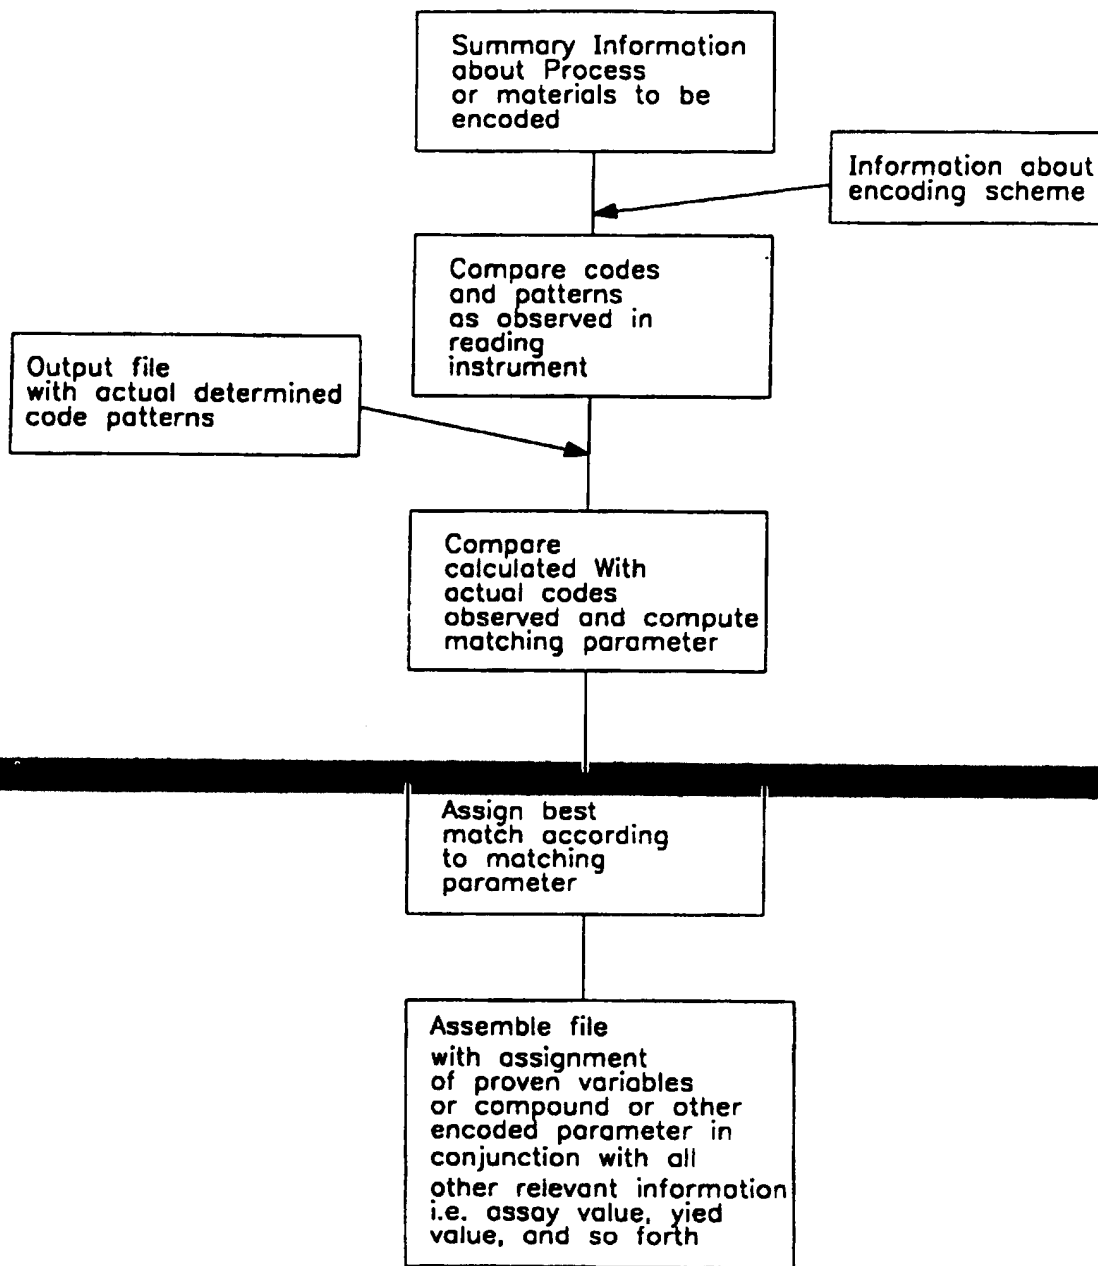 Summary Information
about Process
or materials to be
encoded
Information about
encoding scheme
Compare codes
and patterns
as observed in
reading
instrument
Output file
with actual determined
code patterns
Compare
calculated With
actual codes
observed and compute
matching parameter
Assign best
match according
to matching
parameter
Assemble file
with assignment
of proven variables
or compound or other
encoded parameter in
conjunction with all
other relevant information
i.e. assay value, yied
value, and so forth